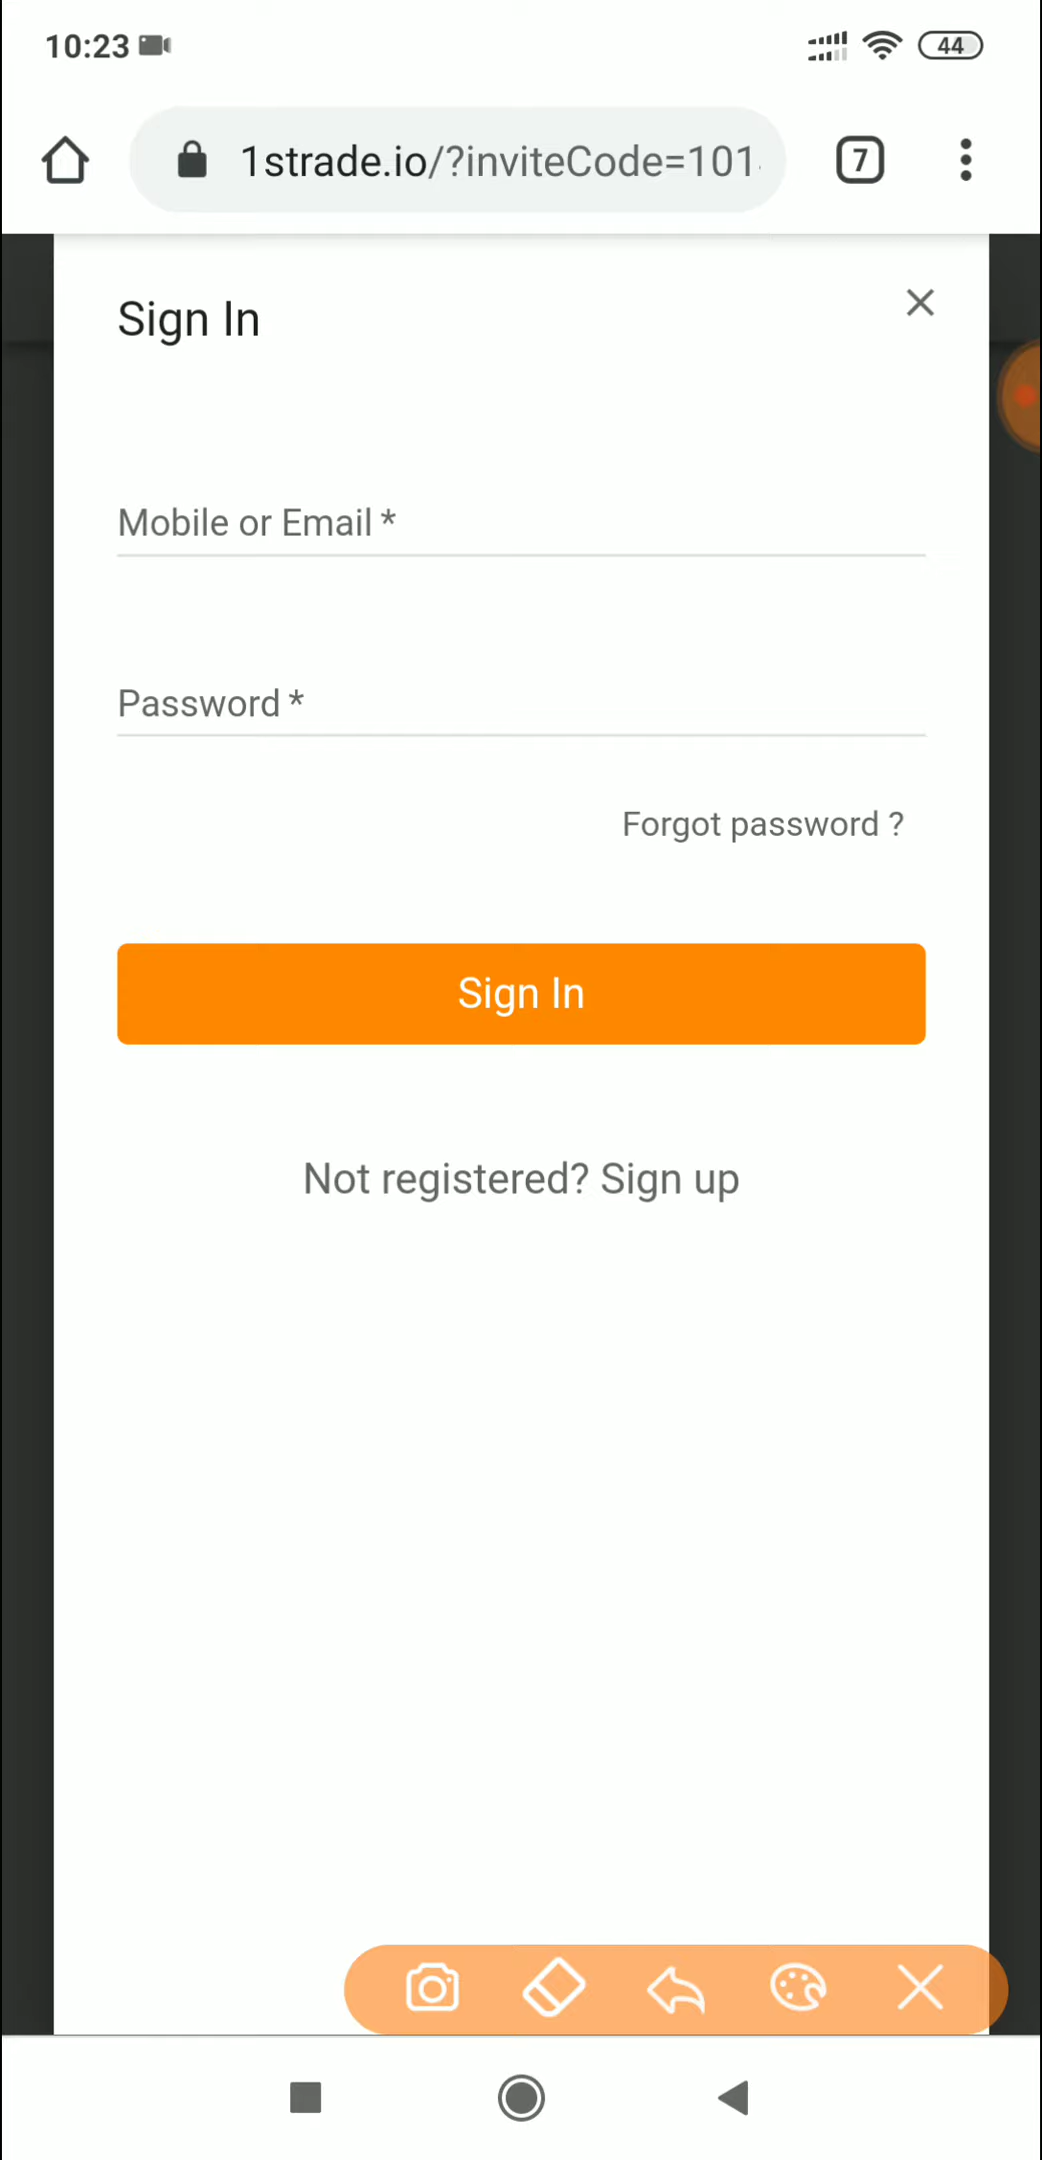 10:23
44
1strade.io/?inviteCode=101
7
Sign In
Mobile or Email *
Password *
Forgot password ?
Sign In
Not registered? Sign up